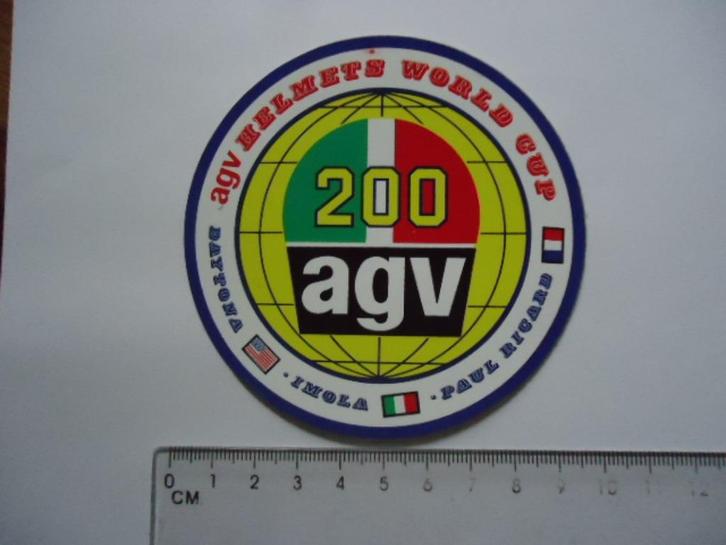 agv HELMETS WORLD CUP
200
agv
DAYTONA · IMOLA · PAUL RICARD
0 1 2 3 4 5 6 7 8 9 10 11 12
CM